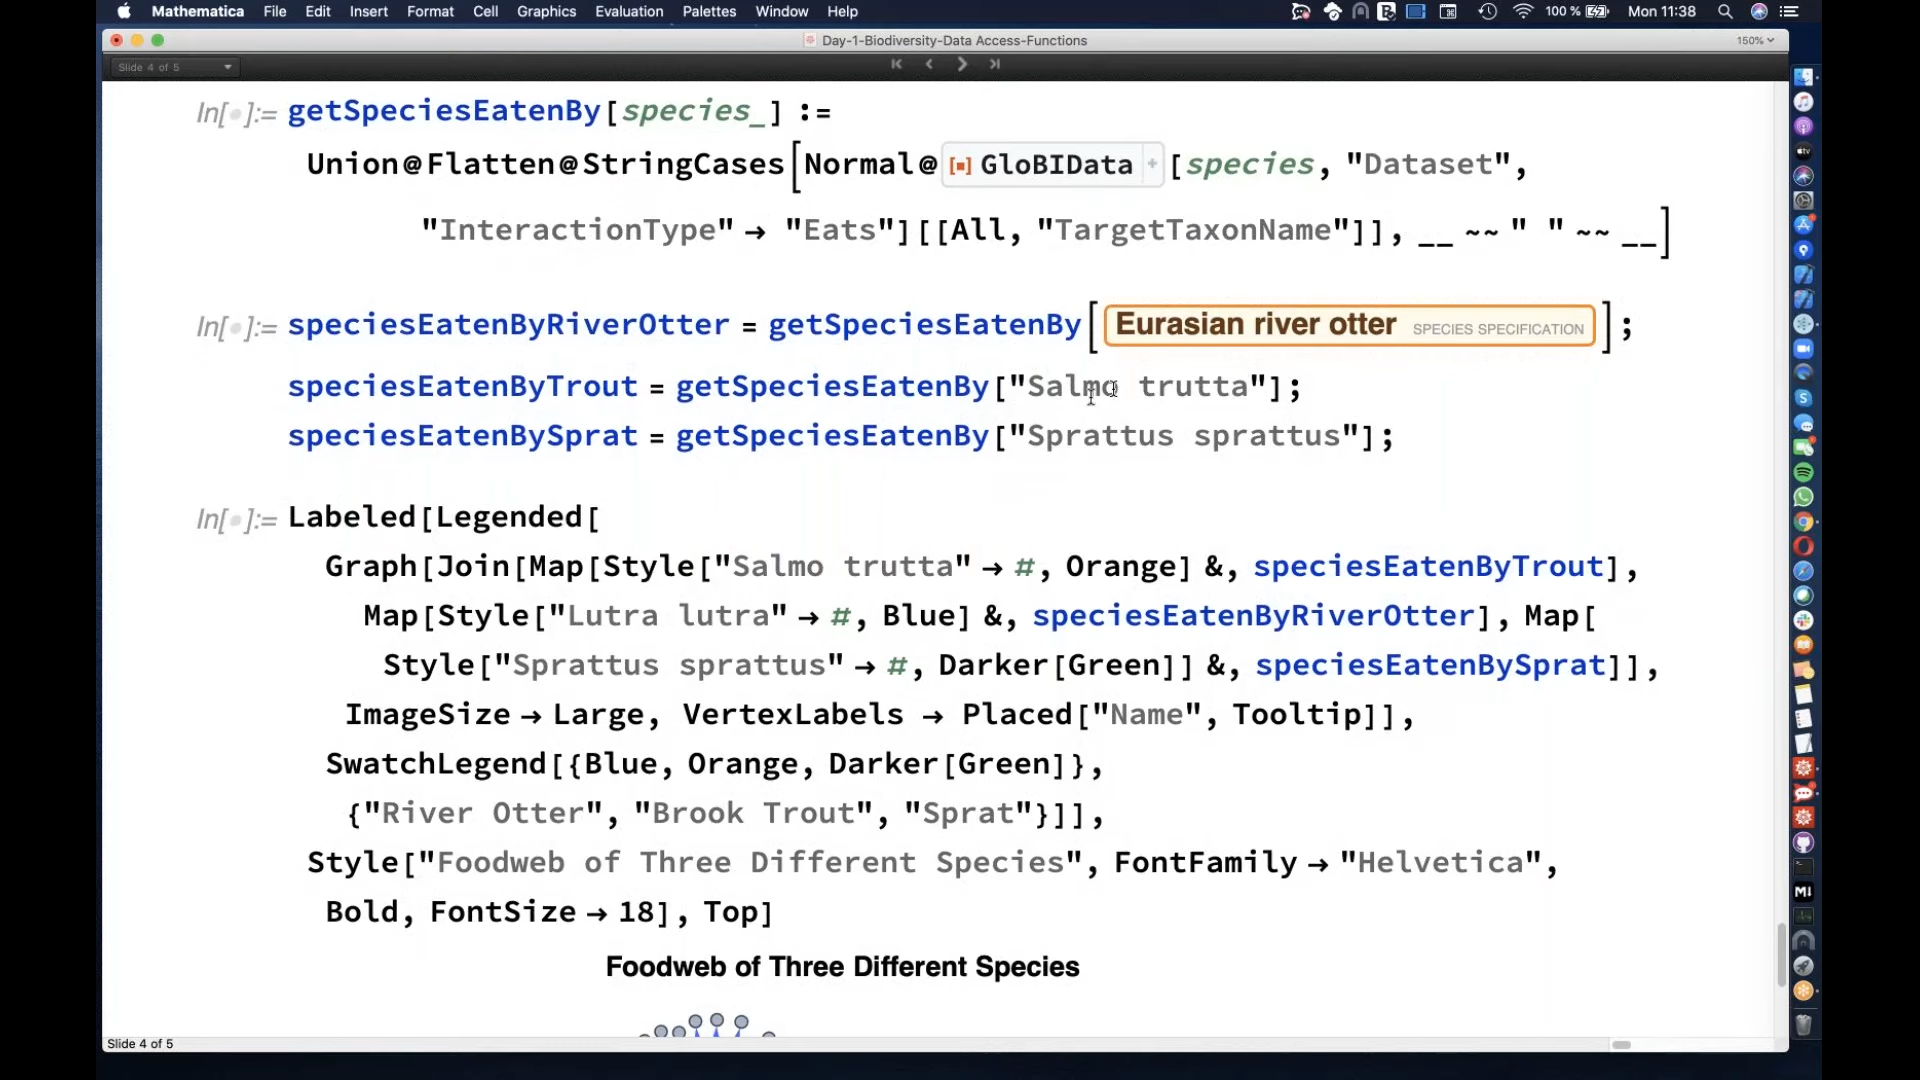 Mathematica File Edit Insert Format Cell Graphics Evaluation Palettes Window Help 100 % Mon 11:38
Day-1-Biodiversity-Data Access-Functions 150%
Slide 4 of 5
In[ ]:= getSpeciesEatenBy[species_] :=
Union@Flatten@StringCases[Normal@ GloBIData + [species, "Dataset",
"InteractionType" → "Eats"][[All, "TargetTaxonName"]], __ ~~ " " ~~ __]
In[ ]:= speciesEatenByRiverOtter = getSpeciesEatenBy[ Eurasian river otter SPECIES SPECIFICATION ];
speciesEatenByTrout = getSpeciesEatenBy["Salmo trutta"];
speciesEatenBySprat = getSpeciesEatenBy["Sprattus sprattus"];
In[ ]:= Labeled[Legended[
Graph[Join[Map[Style["Salmo trutta" → #, Orange] &, speciesEatenByTrout],
Map[Style["Lutra lutra" → #, Blue] &, speciesEatenByRiverOtter], Map[
Style["Sprattus sprattus" → #, Darker[Green]] &, speciesEatenBySprat]],
ImageSize → Large, VertexLabels → Placed["Name", Tooltip]],
SwatchLegend[{Blue, Orange, Darker[Green]},
{"River Otter", "Brook Trout", "Sprat"}]],
Style["Foodweb of Three Different Species", FontFamily → "Helvetica",
Bold, FontSize → 18], Top]
Foodweb of Three Different Species
Slide 4 of 5